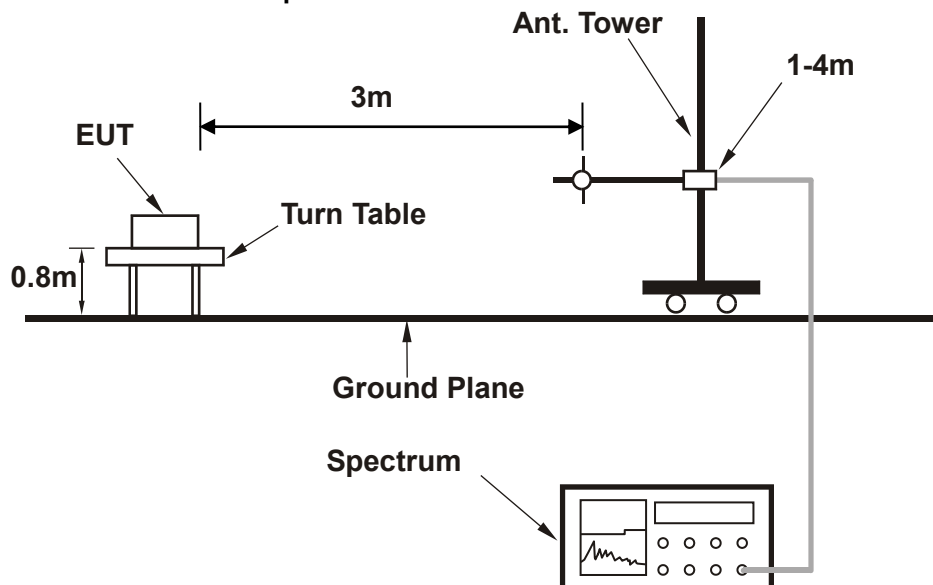 Ant. Tower
1-4m
3m
EUT
Turn Table
0.8m
Ground Plane
Spectrum